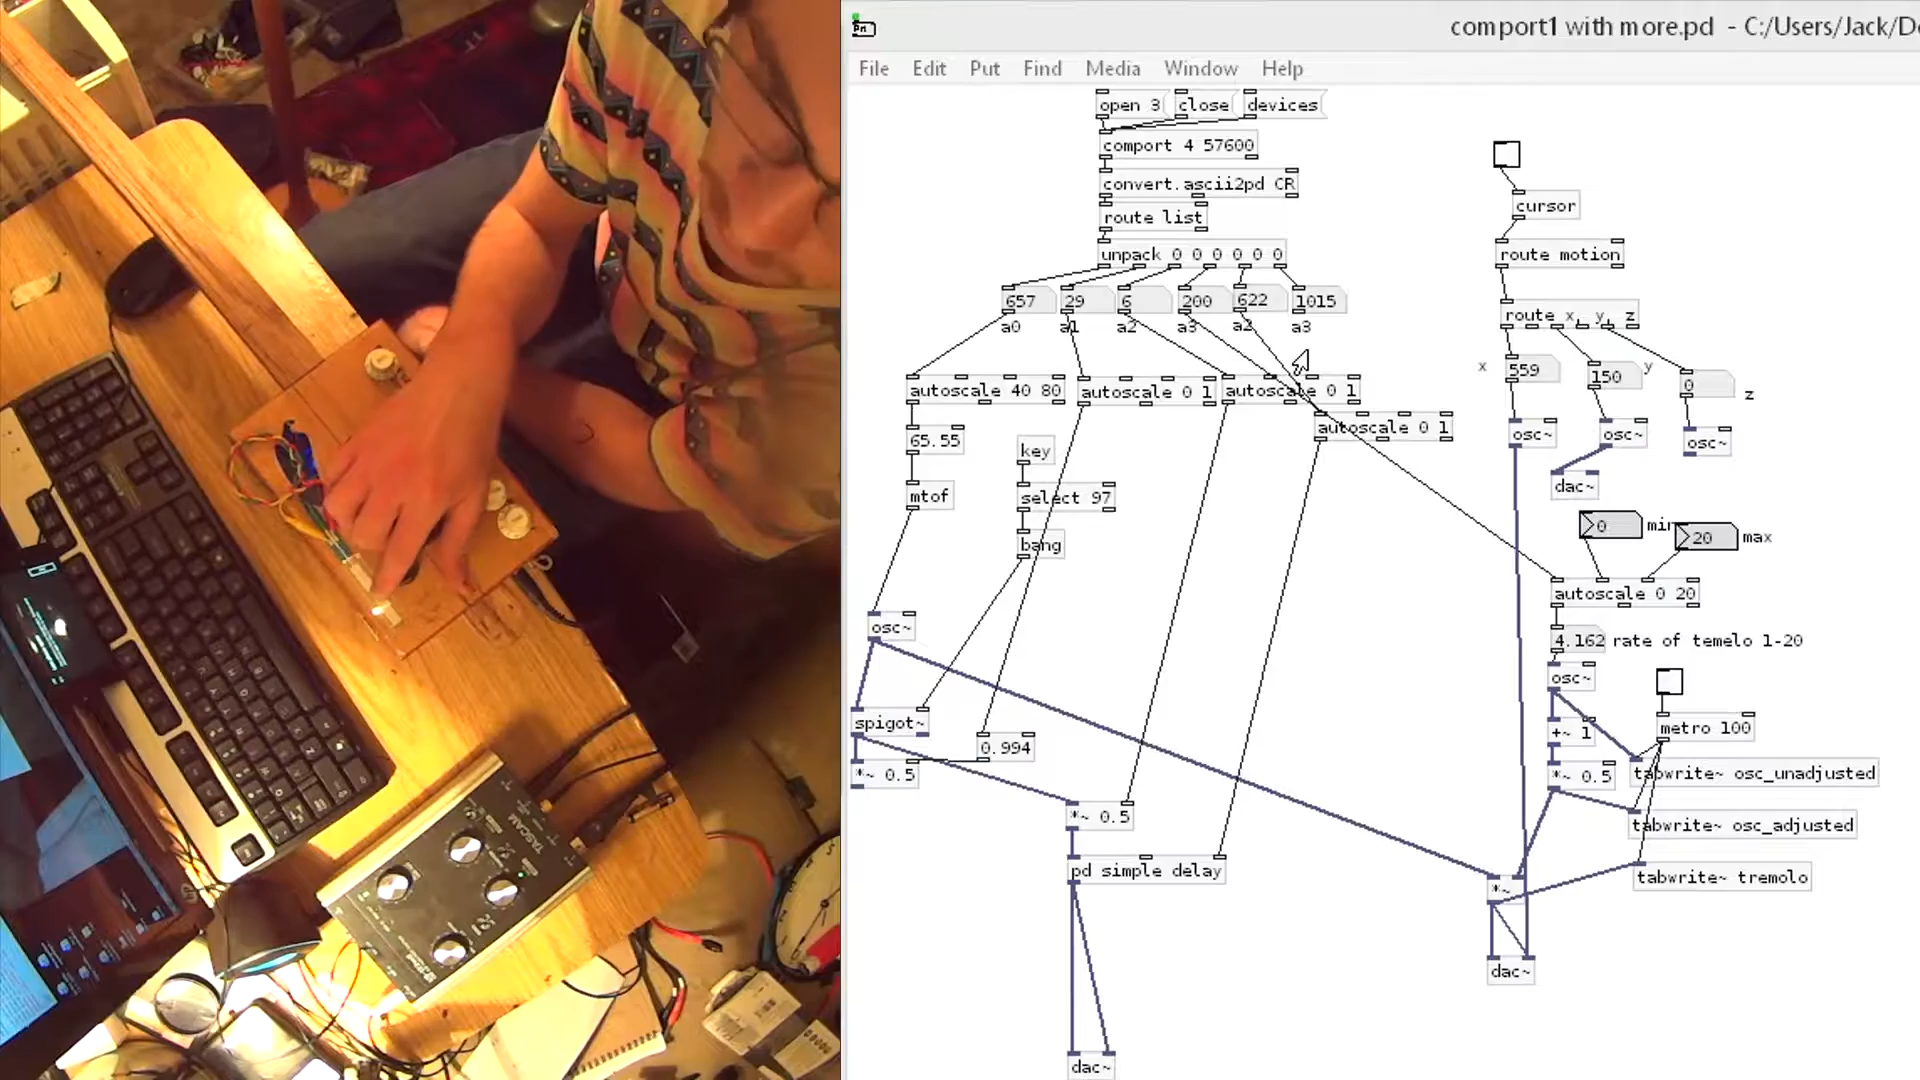 comport1 with more.pd - C:/Users/Jack/De
File Edit Put Find Media Window Help
open 3 close devices
comport 4 57600
convert.ascii2pd CR
route list
unpack 0 0 0 0 0 0
657 29 6 200 622 1015
a0 a1 a2 a3 a2 a3
autoscale 40 80 autoscale 0 1 autoscale 0 1
autoscale 0 1
65.55
key
mtof
select 97
bang
osc~
spigot~
0.994
*~ 0.5
*~ 0.5
pd simple delay
dac~
cursor
route motion
route x, y, z
x 559 150 y 0 z
osc~ osc~ osc~
dac~
0 min 20 max
autoscale 0 20
4.162 rate of temelo 1-20
osc~
+~ 1
metro 100
*~ 0.5 tabwrite~ osc_unadjusted
tabwrite~ osc_adjusted
*~ tabwrite~ tremolo
dac~
TASCAM